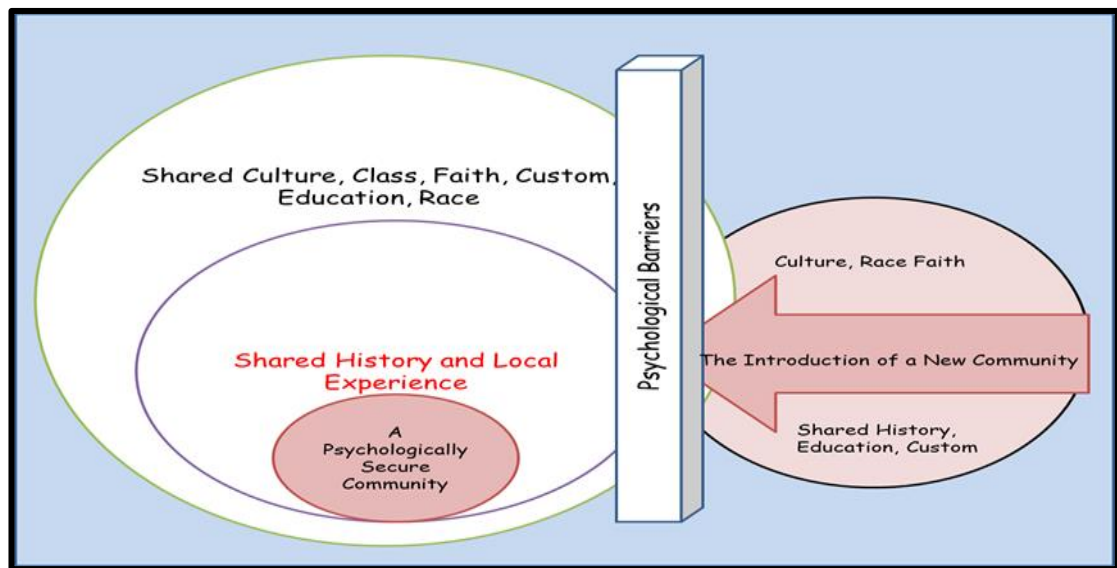 Shared Culture, Class, Faith, Custom,
Education, Race
Shared History and Local
Experience
A
Psychologically
Secure
Community
Psychological Barriers
Culture, Race Faith
The Introduction of a New Community
Shared History,
Education, Custom